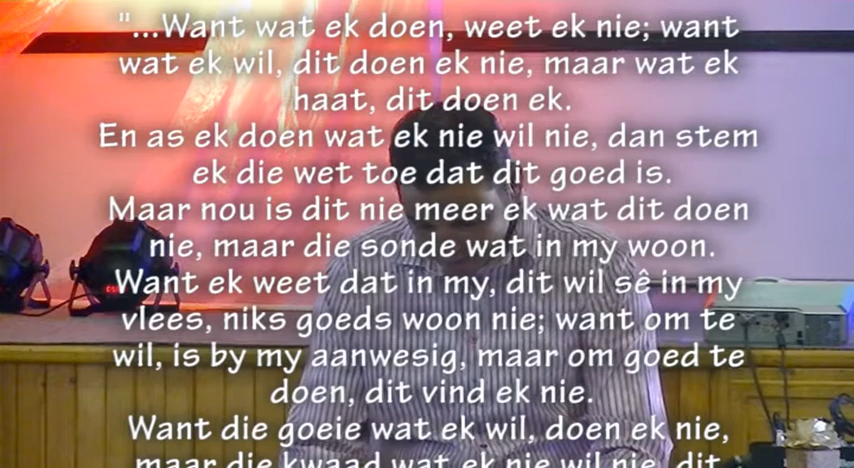 "...Want wat ek doen, weet ek nie; want
wat ek wil, dit doen ek nie, maar wat ek
haat, dit doen ek.
En as ek doen wat ek nie wil nie, dan stem
ek die wet toe dat dit goed is.
Maar nou is dit nie meer ek wat dit doen
nie, maar die sonde wat in my woon.
Want ek weet dat in my, dit wil sê in my
vlees, niks goeds woon nie; want om te
wil, is by my aanwesig, maar om goed te
doen, dit vind ek nie.
Want die goeie wat ek wil, doen ek nie,
maar die kwaad wat ek nie wil nie, dit